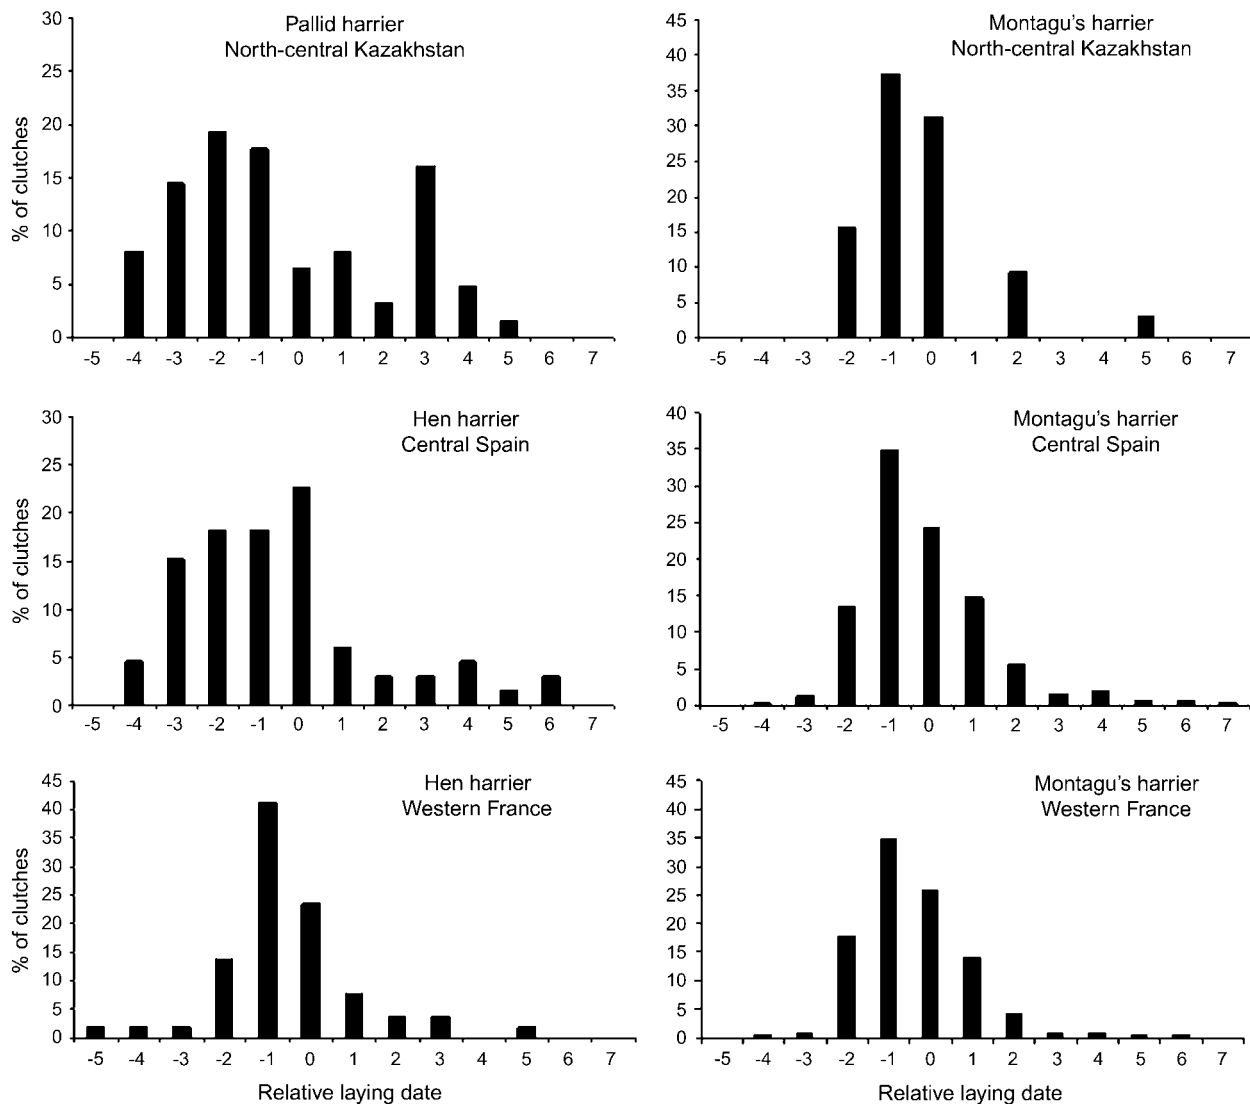 Pallid harrier
North-central Kazakhstan
% of clutches
30
25
20
15
10
5
0
-5 -4 -3 -2 -1 0 1 2 3 4 5 6 7
Montagu's harrier
North-central Kazakhstan
45
40
35
30
25
20
15
10
5
0
-5 -4 -3 -2 -1 0 1 2 3 4 5 6 7
Hen harrier
Central Spain
% of clutches
30
25
20
15
10
5
0
-5 -4 -3 -2 -1 0 1 2 3 4 5 6 7
Montagu's harrier
Central Spain
40
35
30
25
20
15
10
5
0
-5 -4 -3 -2 -1 0 1 2 3 4 5 6 7
Hen harrier
Western France
% of clutches
45
40
35
30
25
20
15
10
5
0
-5 -4 -3 -2 -1 0 1 2 3 4 5 6 7
Relative laying date
Montagu's harrier
Western France
45
40
35
30
25
20
15
10
5
0
-5 -4 -3 -2 -1 0 1 2 3 4 5 6 7
Relative laying date